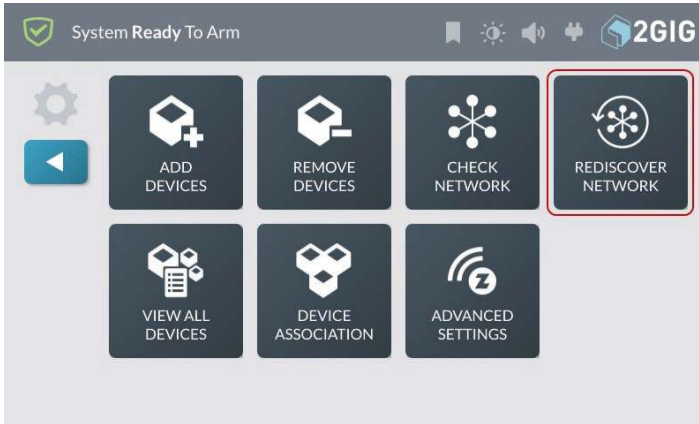 System Ready To Arm
2GIG
ADD
DEVICES
REMOVE
DEVICES
CHECK
NETWORK
REDISCOVER
NETWORK
VIEW ALL
DEVICES
DEVICE
ASSOCIATION
ADVANCED
SETTINGS